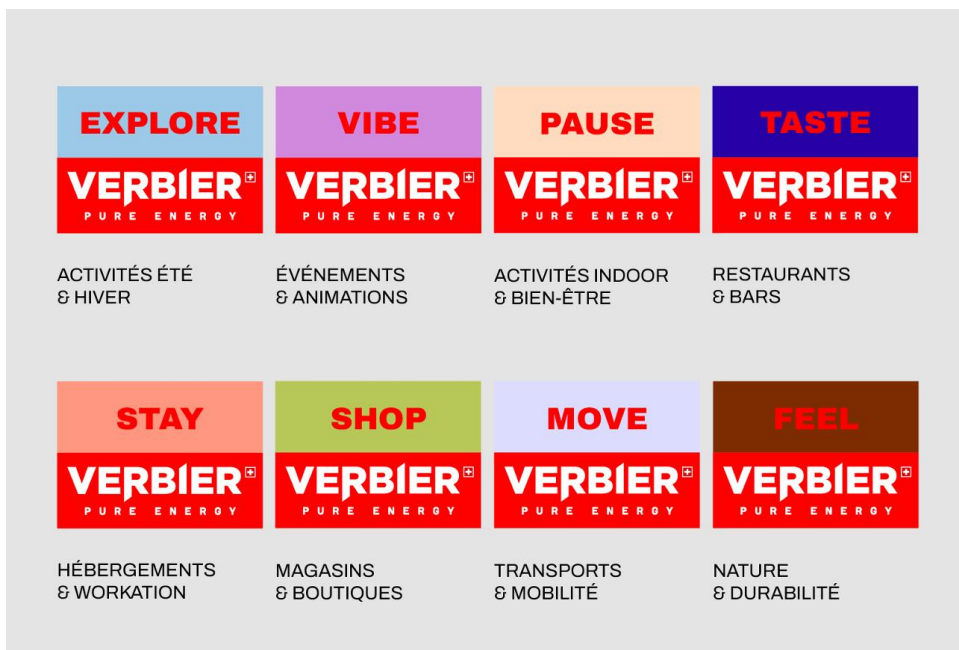 EXPLORE
VERBIER
PURE ENERGY
ACTIVITÉS ÉTÉ
& HIVER
VIBE
VERBIER
PURE ENERGY
ÉVÉNEMENTS
& ANIMATIONS
PAUSE
VERBIER
PURE ENERGY
ACTIVITÉS INDOOR
& BIEN-ÊTRE
TASTE
VERBIER
PURE ENERGY
RESTAURANTS
& BARS
STAY
VERBIER
PURE ENERGY
HÉBERGEMENTS
& WORKATION
SHOP
VERBIER
PURE ENERGY
MAGASINS
& BOUTIQUES
MOVE
VERBIER
PURE ENERGY
TRANSPORTS
& MOBILITÉ
FEEL
VERBIER
PURE ENERGY
NATURE
& DURABILITÉ